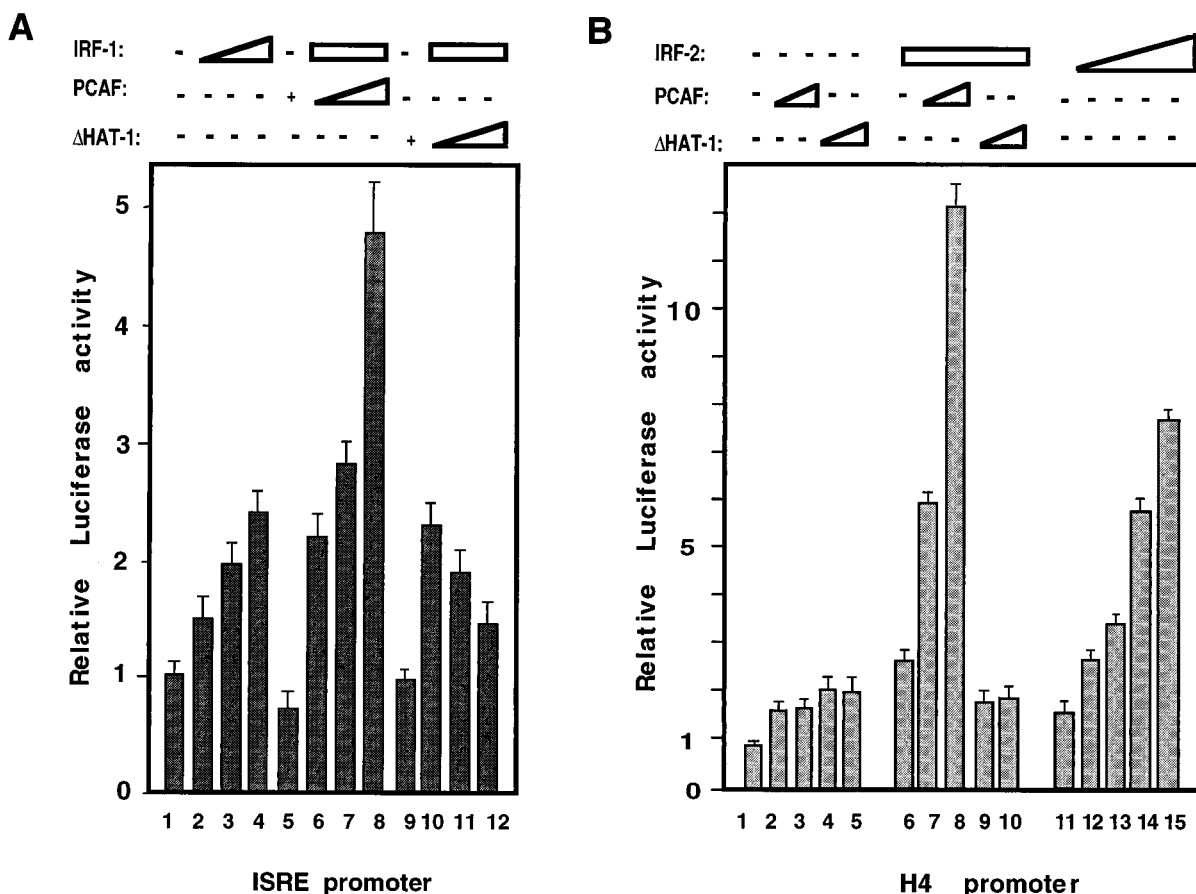 A
IRF-1: - - -
PCAF: - - - - + - - - -
ΔHAT-1: - - - - - - - - +
Relative Luciferase activity
5
4
3
2
1
0
1 2 3 4 5 6 7 8 9 10 11 12
ISRE promoter
B
IRF-2: - - - - -
PCAF: - - - - - - - - - - -
ΔHAT-1: - - - - - - - - - - -
Relative Luciferase activity
10
5
1
0
1 2 3 4 5 6 7 8 9 10 11 12 13 14 15
H4 promoter